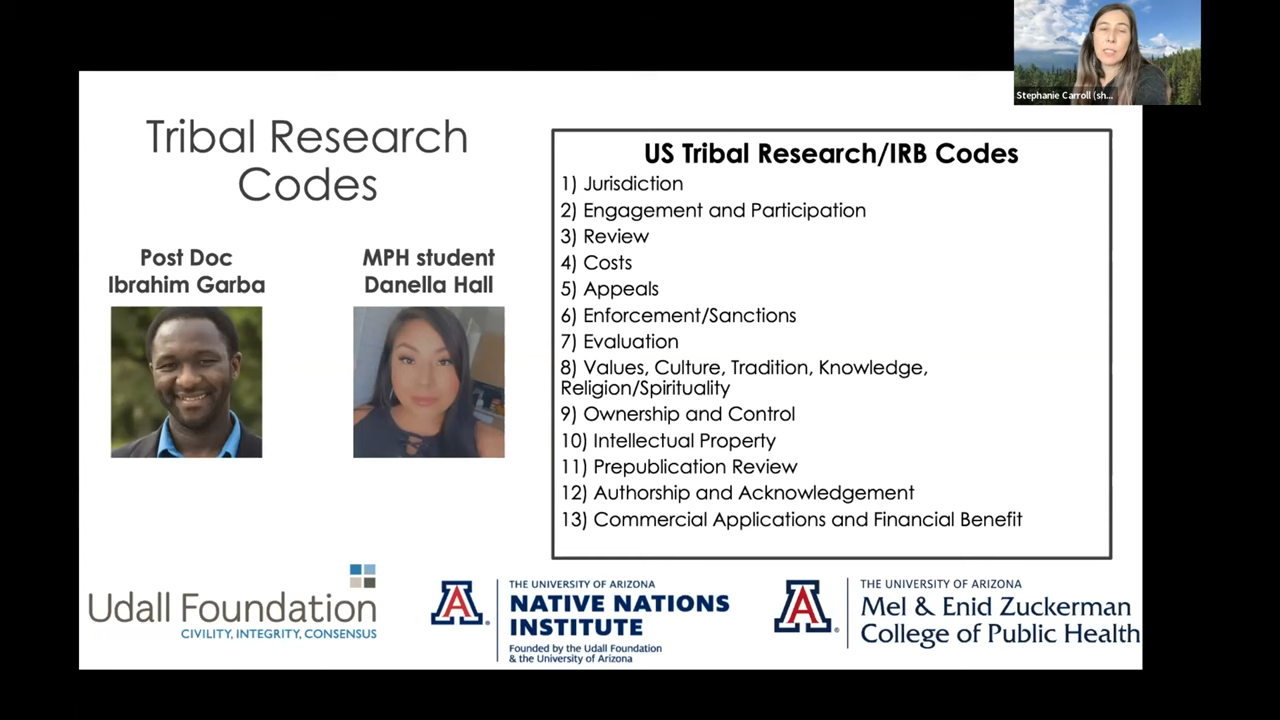 Stephanie Carroll (sh...
Tribal Research
Codes
Post Doc
Ibrahim Garba
MPH student
Danella Hall
US Tribal Research/IRB Codes
1) Jurisdiction
2) Engagement and Participation
3) Review
4) Costs
5) Appeals
6) Enforcement/Sanctions
7) Evaluation
8) Values, Culture, Tradition, Knowledge,
Religion/Spirituality
9) Ownership and Control
10) Intellectual Property
11) Prepublication Review
12) Authorship and Acknowledgement
13) Commercial Applications and Financial Benefit
Udall Foundation
CIVILITY, INTEGRITY, CONSENSUS
A
THE UNIVERSITY OF ARIZONA
NATIVE NATIONS
INSTITUTE
Founded by the Udall Foundation
& the University of Arizona
A
THE UNIVERSITY OF ARIZONA
Mel & Enid Zuckerman
College of Public Health